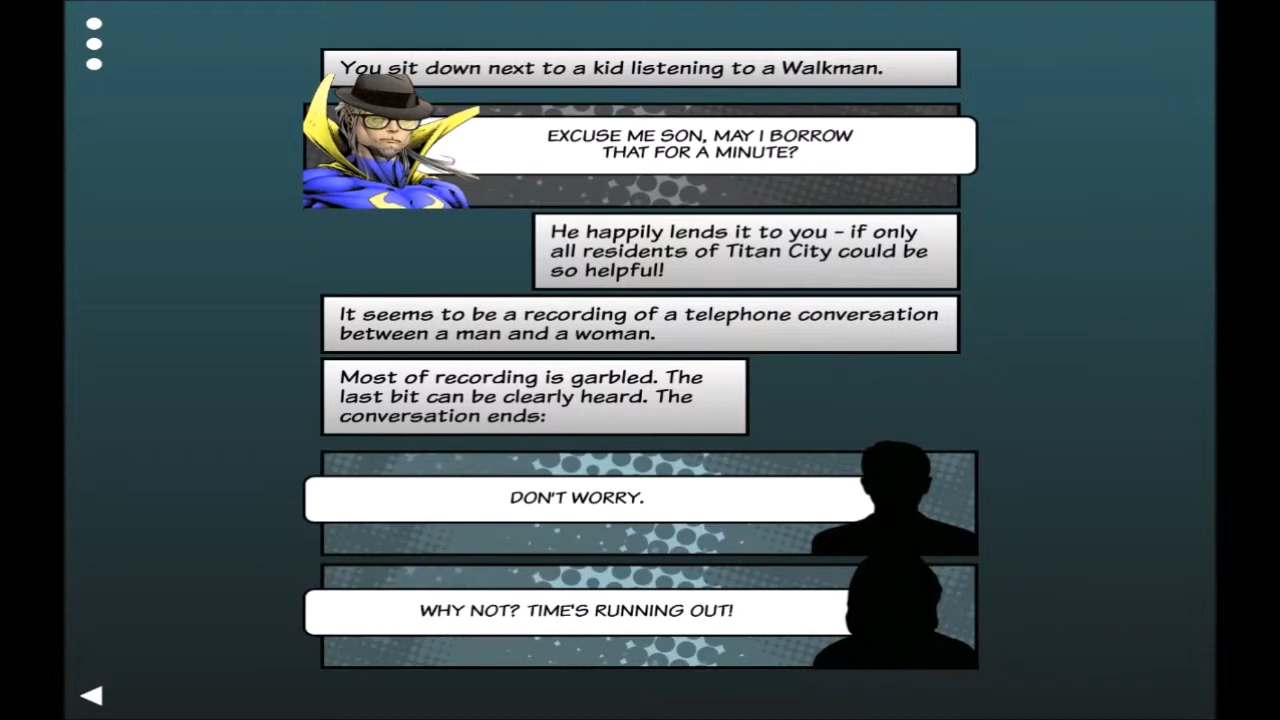 You sit down next to a kid listening to a Walkman.
EXCUSE ME SON, MAY I BORROW
THAT FOR A MINUTE?
He happily lends it to you - if only
all residents of Titan City could be
so helpful!
It seems to be a recording of a telephone conversation
between a man and a woman.
Most of recording is garbled. The
last bit can be clearly heard. The
conversation ends:
DON'T WORRY.
WHY NOT? TIME'S RUNNING OUT!